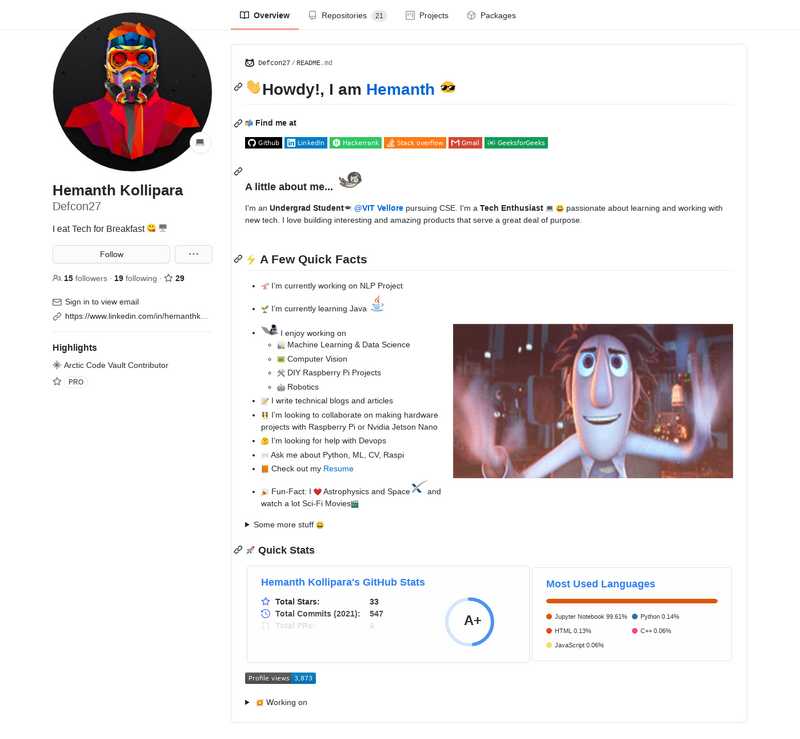 Overview
Repositories 21
Projects
Packages
Hemanth Kollipara
Defcon27
I eat Tech for Breakfast
Follow
15 followers · 19 following · 29
Sign in to view email
https://www.linkedin.com/in/hemanthk...
Highlights
Arctic Code Vault Contributor
PRO
Defcon27/README.md
Howdy!, I am Hemanth
Find me at
Github
LinkedIn
Hackerrank
Stack overflow
Gmail
GeeksforGeeks
A little about me...
I'm an Undergrad Student @VIT Vellore pursuing CSE. I'm a Tech Enthusiast passionate about learning and working with
new tech. I love building interesting and amazing products that serve a great deal of purpose.
A Few Quick Facts
I'm currently working on NLP Project
I'm currently learning Java
I enjoy working on
Machine Learning & Data Science
Computer Vision
DIY Raspberry Pi Projects
Robotics
I write technical blogs and articles
I'm looking to collaborate on making hardware
projects with Raspberry Pi or Nvidia Jetson Nano
I'm looking for help with Devops
Ask me about Python, ML, CV, Raspi
Check out my Resume
Fun-Fact: I ❤️ Astrophysics and Space and
watch a lot Sci-Fi Movies
Some more stuff
Quick Stats
Hemanth Kollipara's GitHub Stats
Total Stars: 33
Total Commits (2021): 547
Total PRs:
A+
Most Used Languages
Jupyter Notebook 99.61%
Python 0.14%
HTML 0.13%
C++ 0.06%
JavaScript 0.06%
Profile views 3,873
Working on